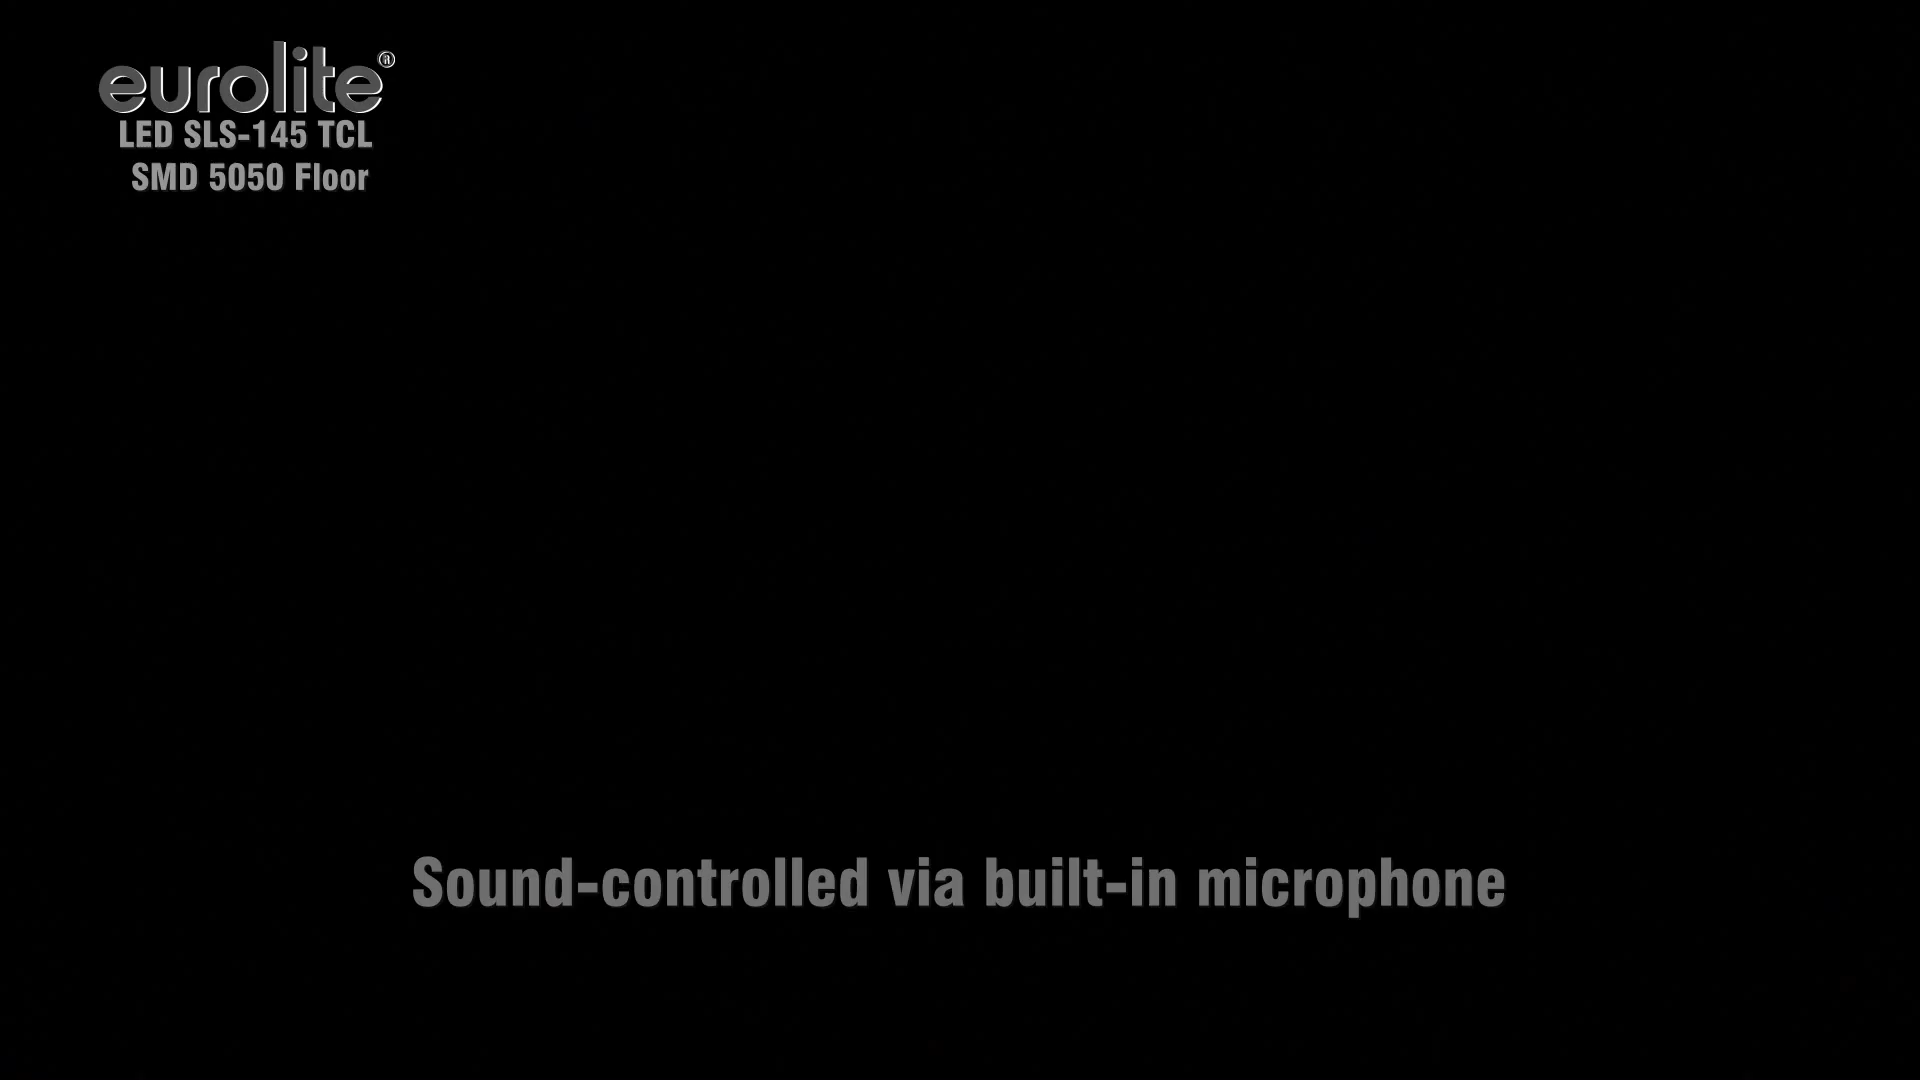 eurolite®
LED SLS-145 TCL
SMD 5050 Floor
Sound-controlled via built-in microphone